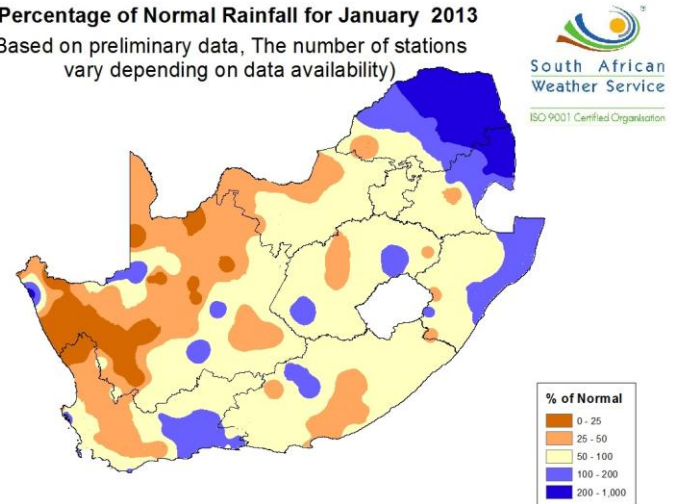 Percentage of Normal Rainfall for January 2013
Based on preliminary data, The number of stations
vary depending on data availability)
South African
Weather Service
ISO 9001 Certified Organisation
% of Normal
0 - 25
25 - 50
50 - 100
100 - 200
200 - 1,000